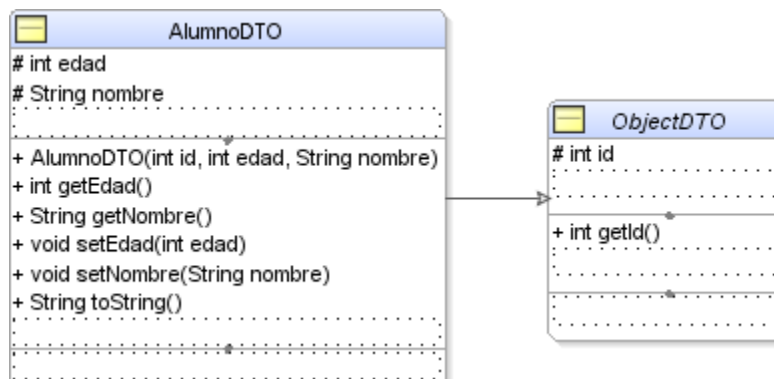 AlumnoDTO
# int edad
# String nombre
+ AlumnoDTO(int id, int edad, String nombre)
+ int getEdad()
+ String getNombre()
+ void setEdad(int edad)
+ void setNombre(String nombre)
+ String toString()
ObjectDTO
# int id
+ int getId()